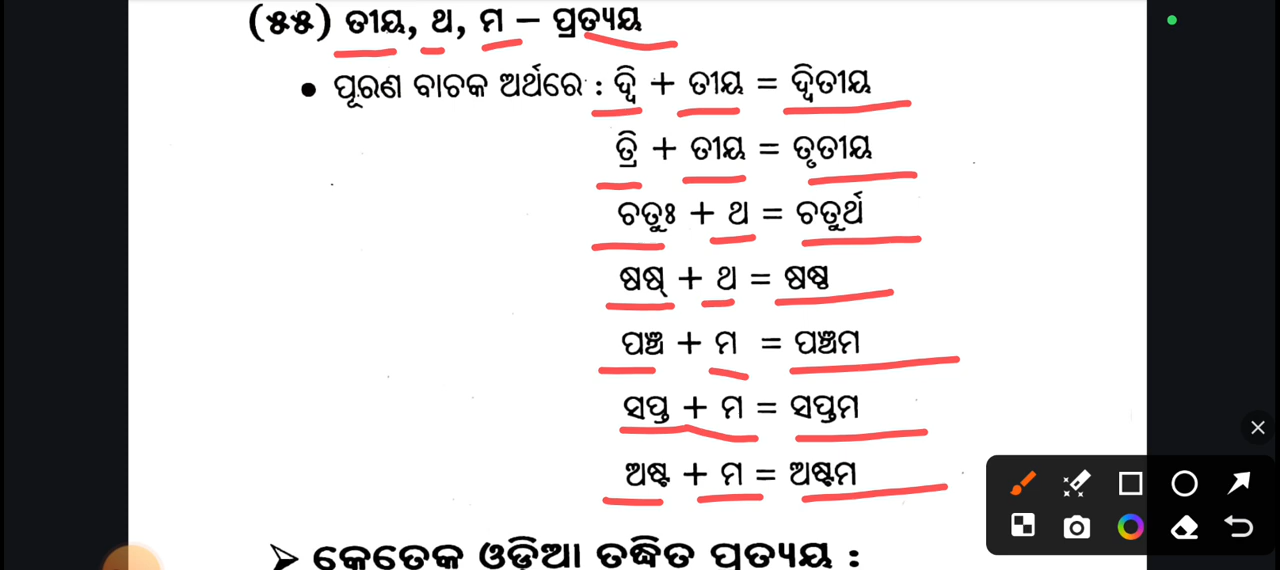 (୫୫) ତୀୟ, ଥ, ମ – ପ୍ରତ୍ୟୟ
• ପୂରଣ ବାଚକ ଅର୍ଥରେ : ଦ୍ୱି + ତୀୟ = ଦ୍ୱିତୀୟ
ତ୍ରି + ତୀୟ = ତୃତୀୟ
ଚତୁଃ + ଥ = ଚତୁର୍ଥ
ଷଷ୍ + ଥ = ଷଷ୍ଠ
ପଞ୍ଚ + ମ = ପଞ୍ଚମ
ସପ୍ତ + ମ = ସପ୍ତମ
ଅଷ୍ଟ + ମ = ଅଷ୍ଟମ
➢ କେତେକ ଓଡ଼ିଆ ତଦ୍ଧିତ ପ୍ରତ୍ୟୟ :